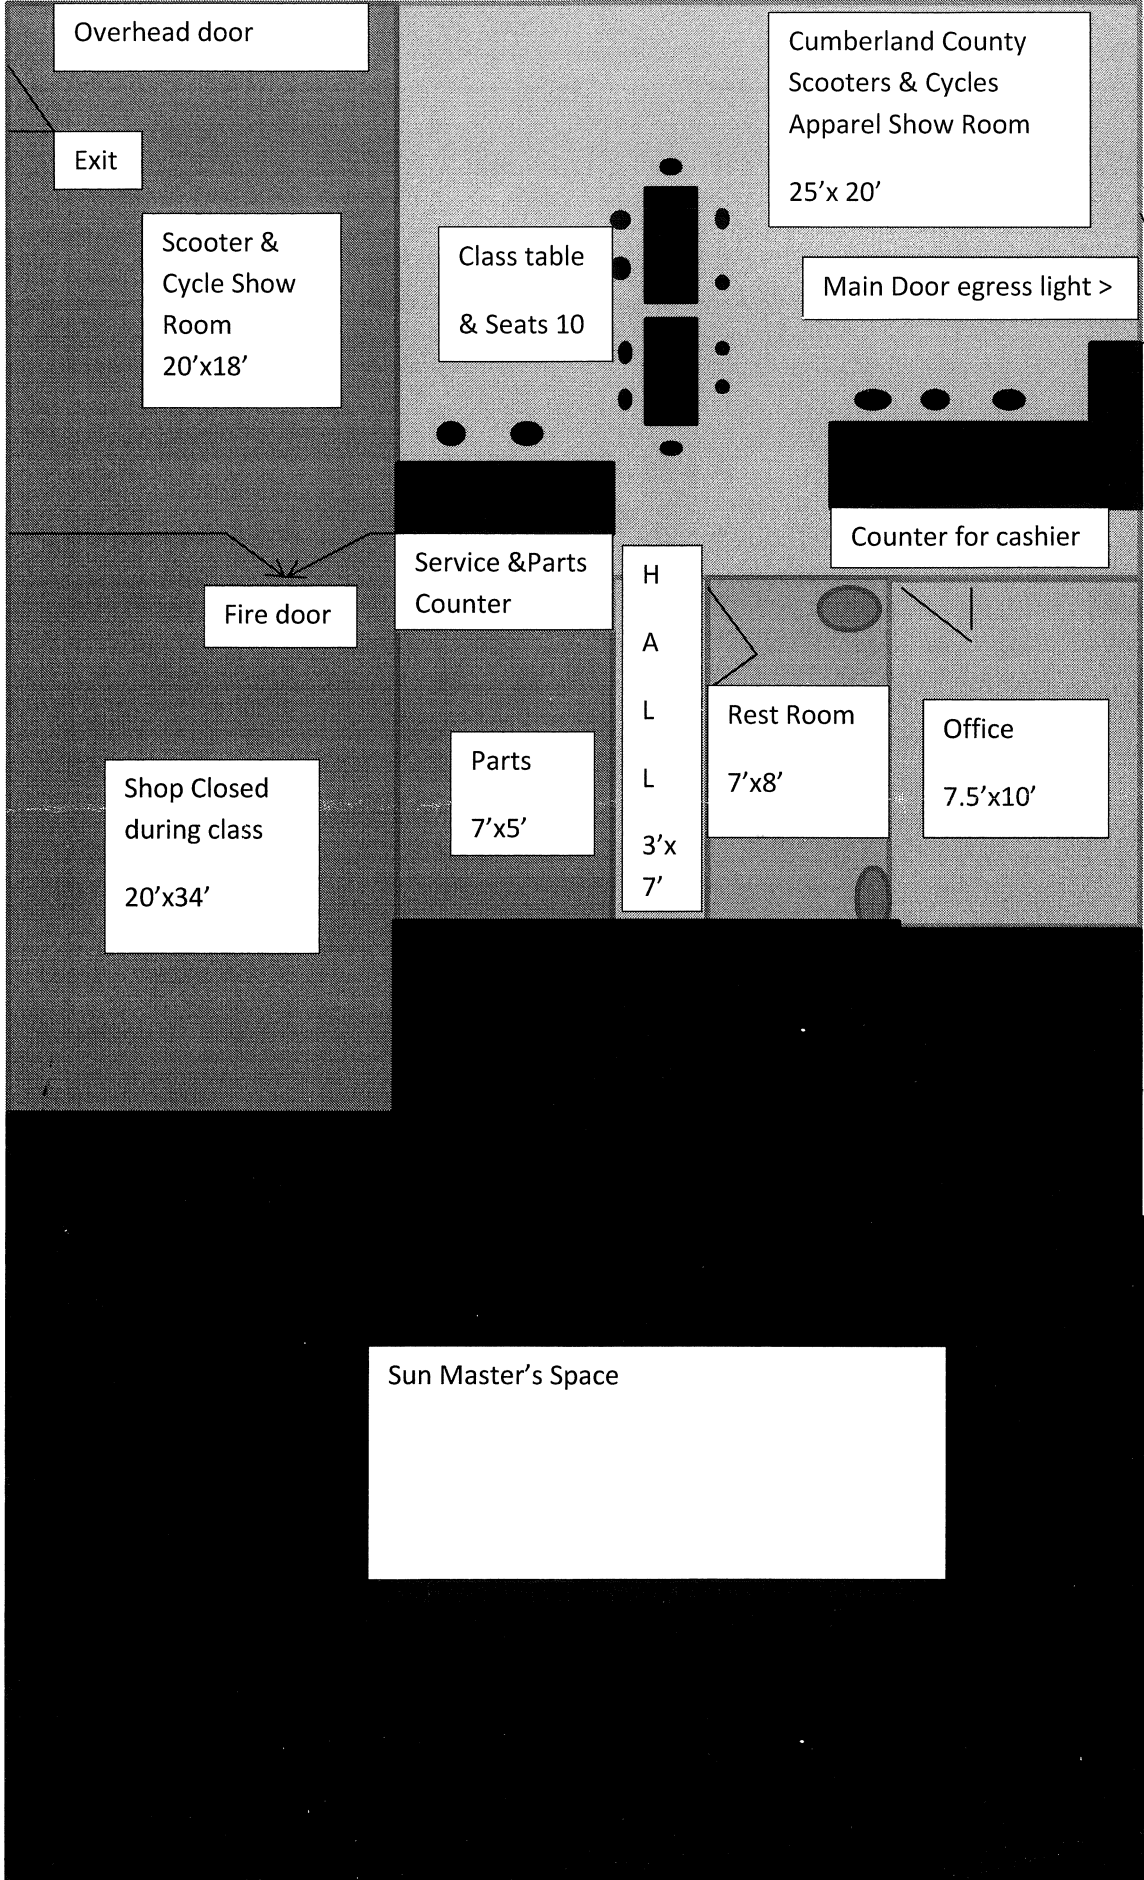 Overhead door
Exit
Scooter &
Cycle Show
Room
20’x18’
Cumberland County
Scooters & Cycles
Apparel Show Room
25’x 20’
Class table
& Seats 10
Main Door egress light >
Counter for cashier
Service &Parts
Counter
Fire door
H
A
L
L
3’x
7’
Rest Room
7’x8’
Office
7.5’x10’
Parts
7’x5’
Shop Closed
during class
20’x34’
Sun Master’s Space